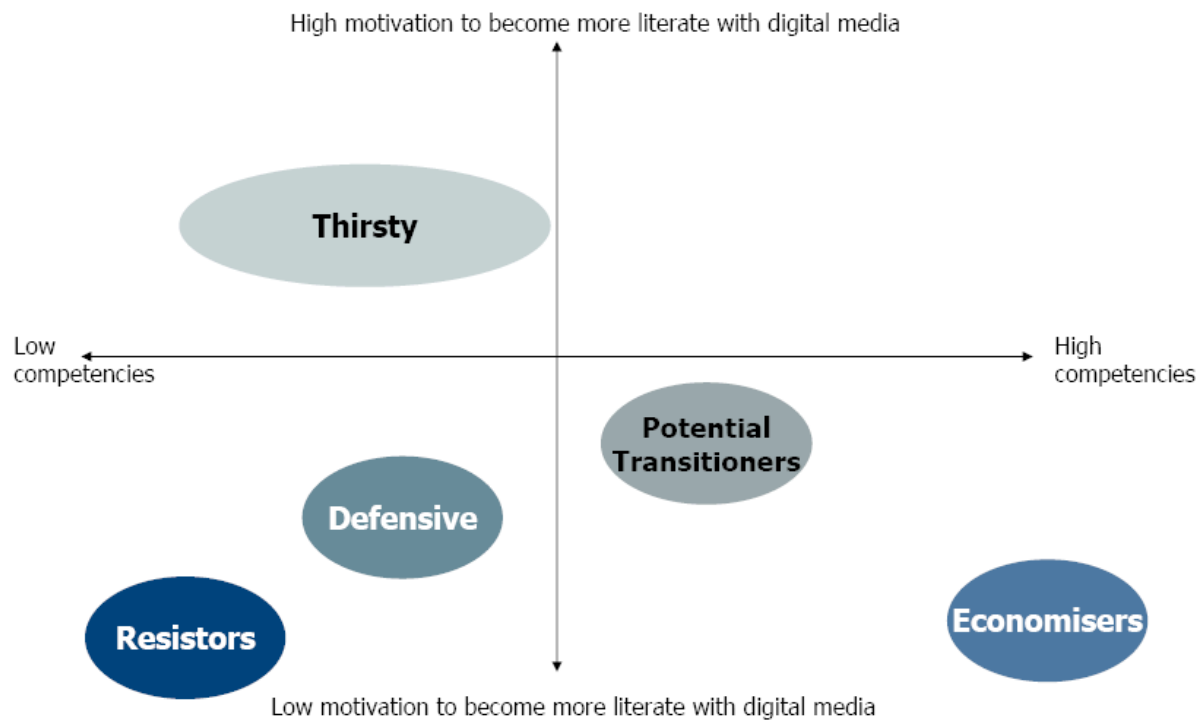 High motivation to become more literate with digital media
Thirsty
Low
competencies
High
competencies
Potential
Transitioners
Defensive
Economisers
Resistors
Low motivation to become more literate with digital media